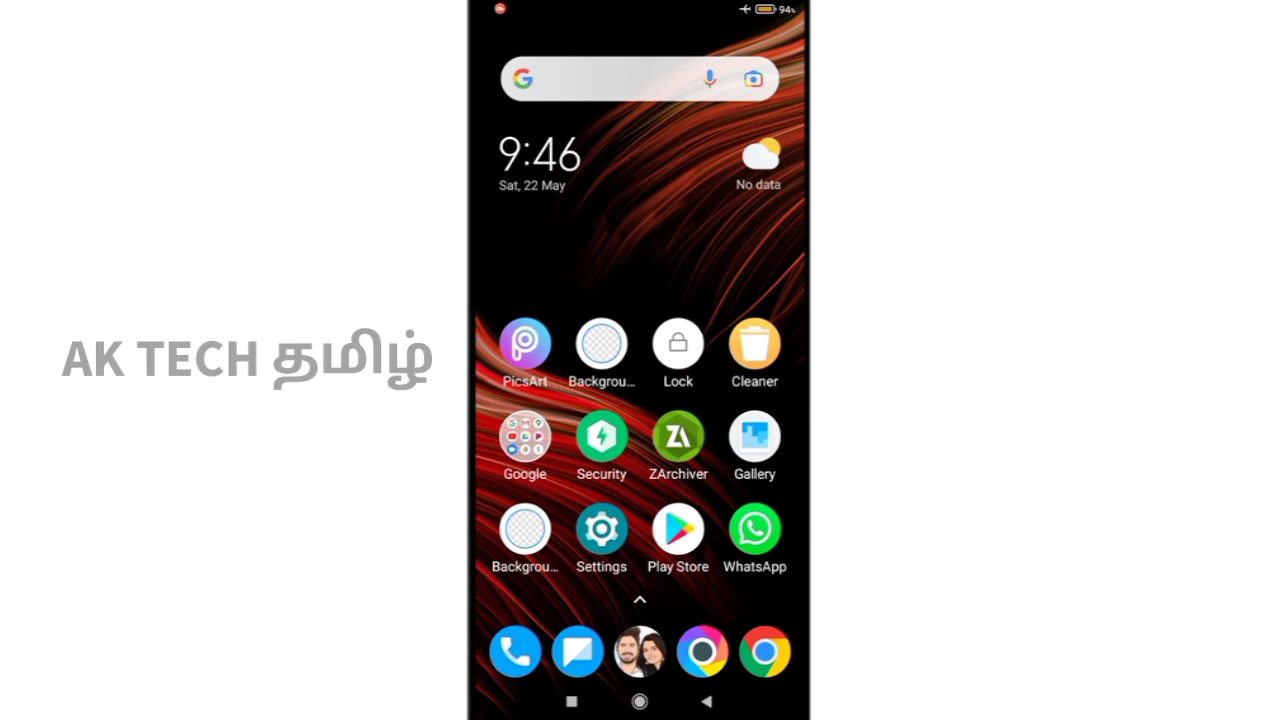 94%
9:46
Sat, 22 May
No data
AK TECH தமிழ்
PicsArt
Backgrou...
Lock
Cleaner
Google
Security
ZArchiver
Gallery
Backgrou...
Settings
Play Store
WhatsApp